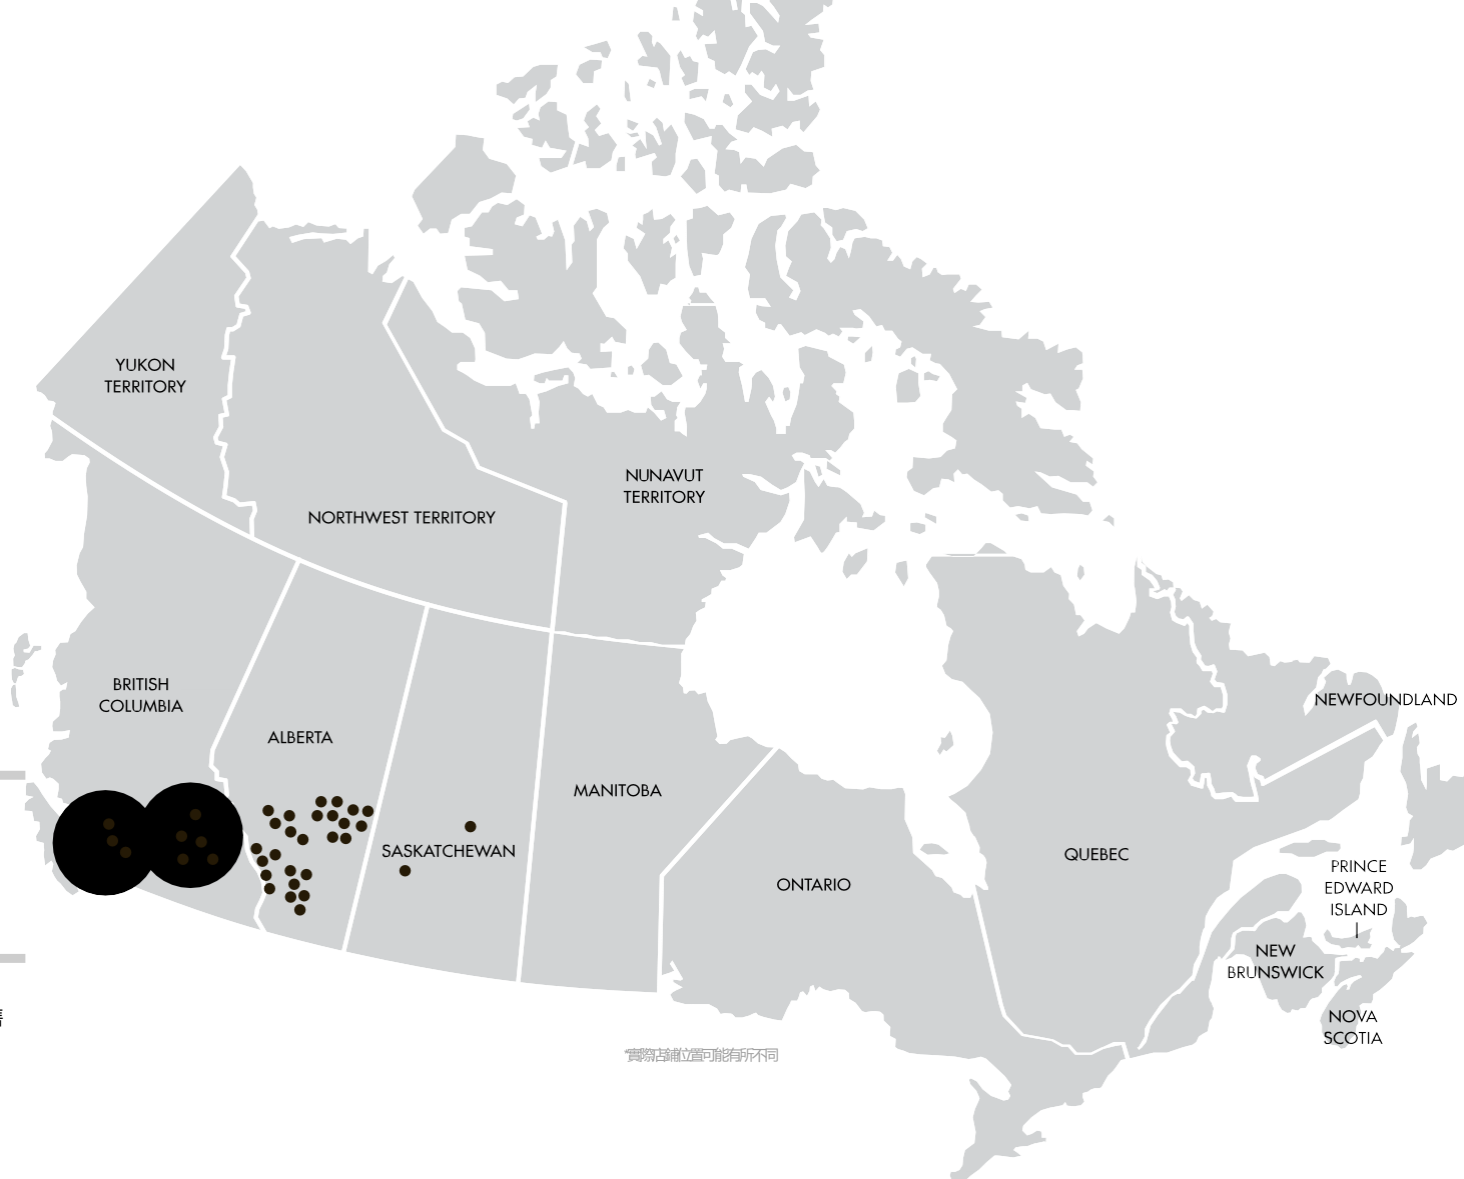 YUKON
TERRITORY
NUNAVUT
TERRITORY
NORTHWEST TERRITORY
BRITISH
COLUMBIA
NEWFOUNDLAND
ALBERTA
MANITOBA
SASKATCHEWAN
QUEBEC
ONTARIO
PRINCE
EDWARD
ISLAND
NEW
BRUNSWICK
NOVA
SCOTIA
*實際店鋪位置可能有所不同